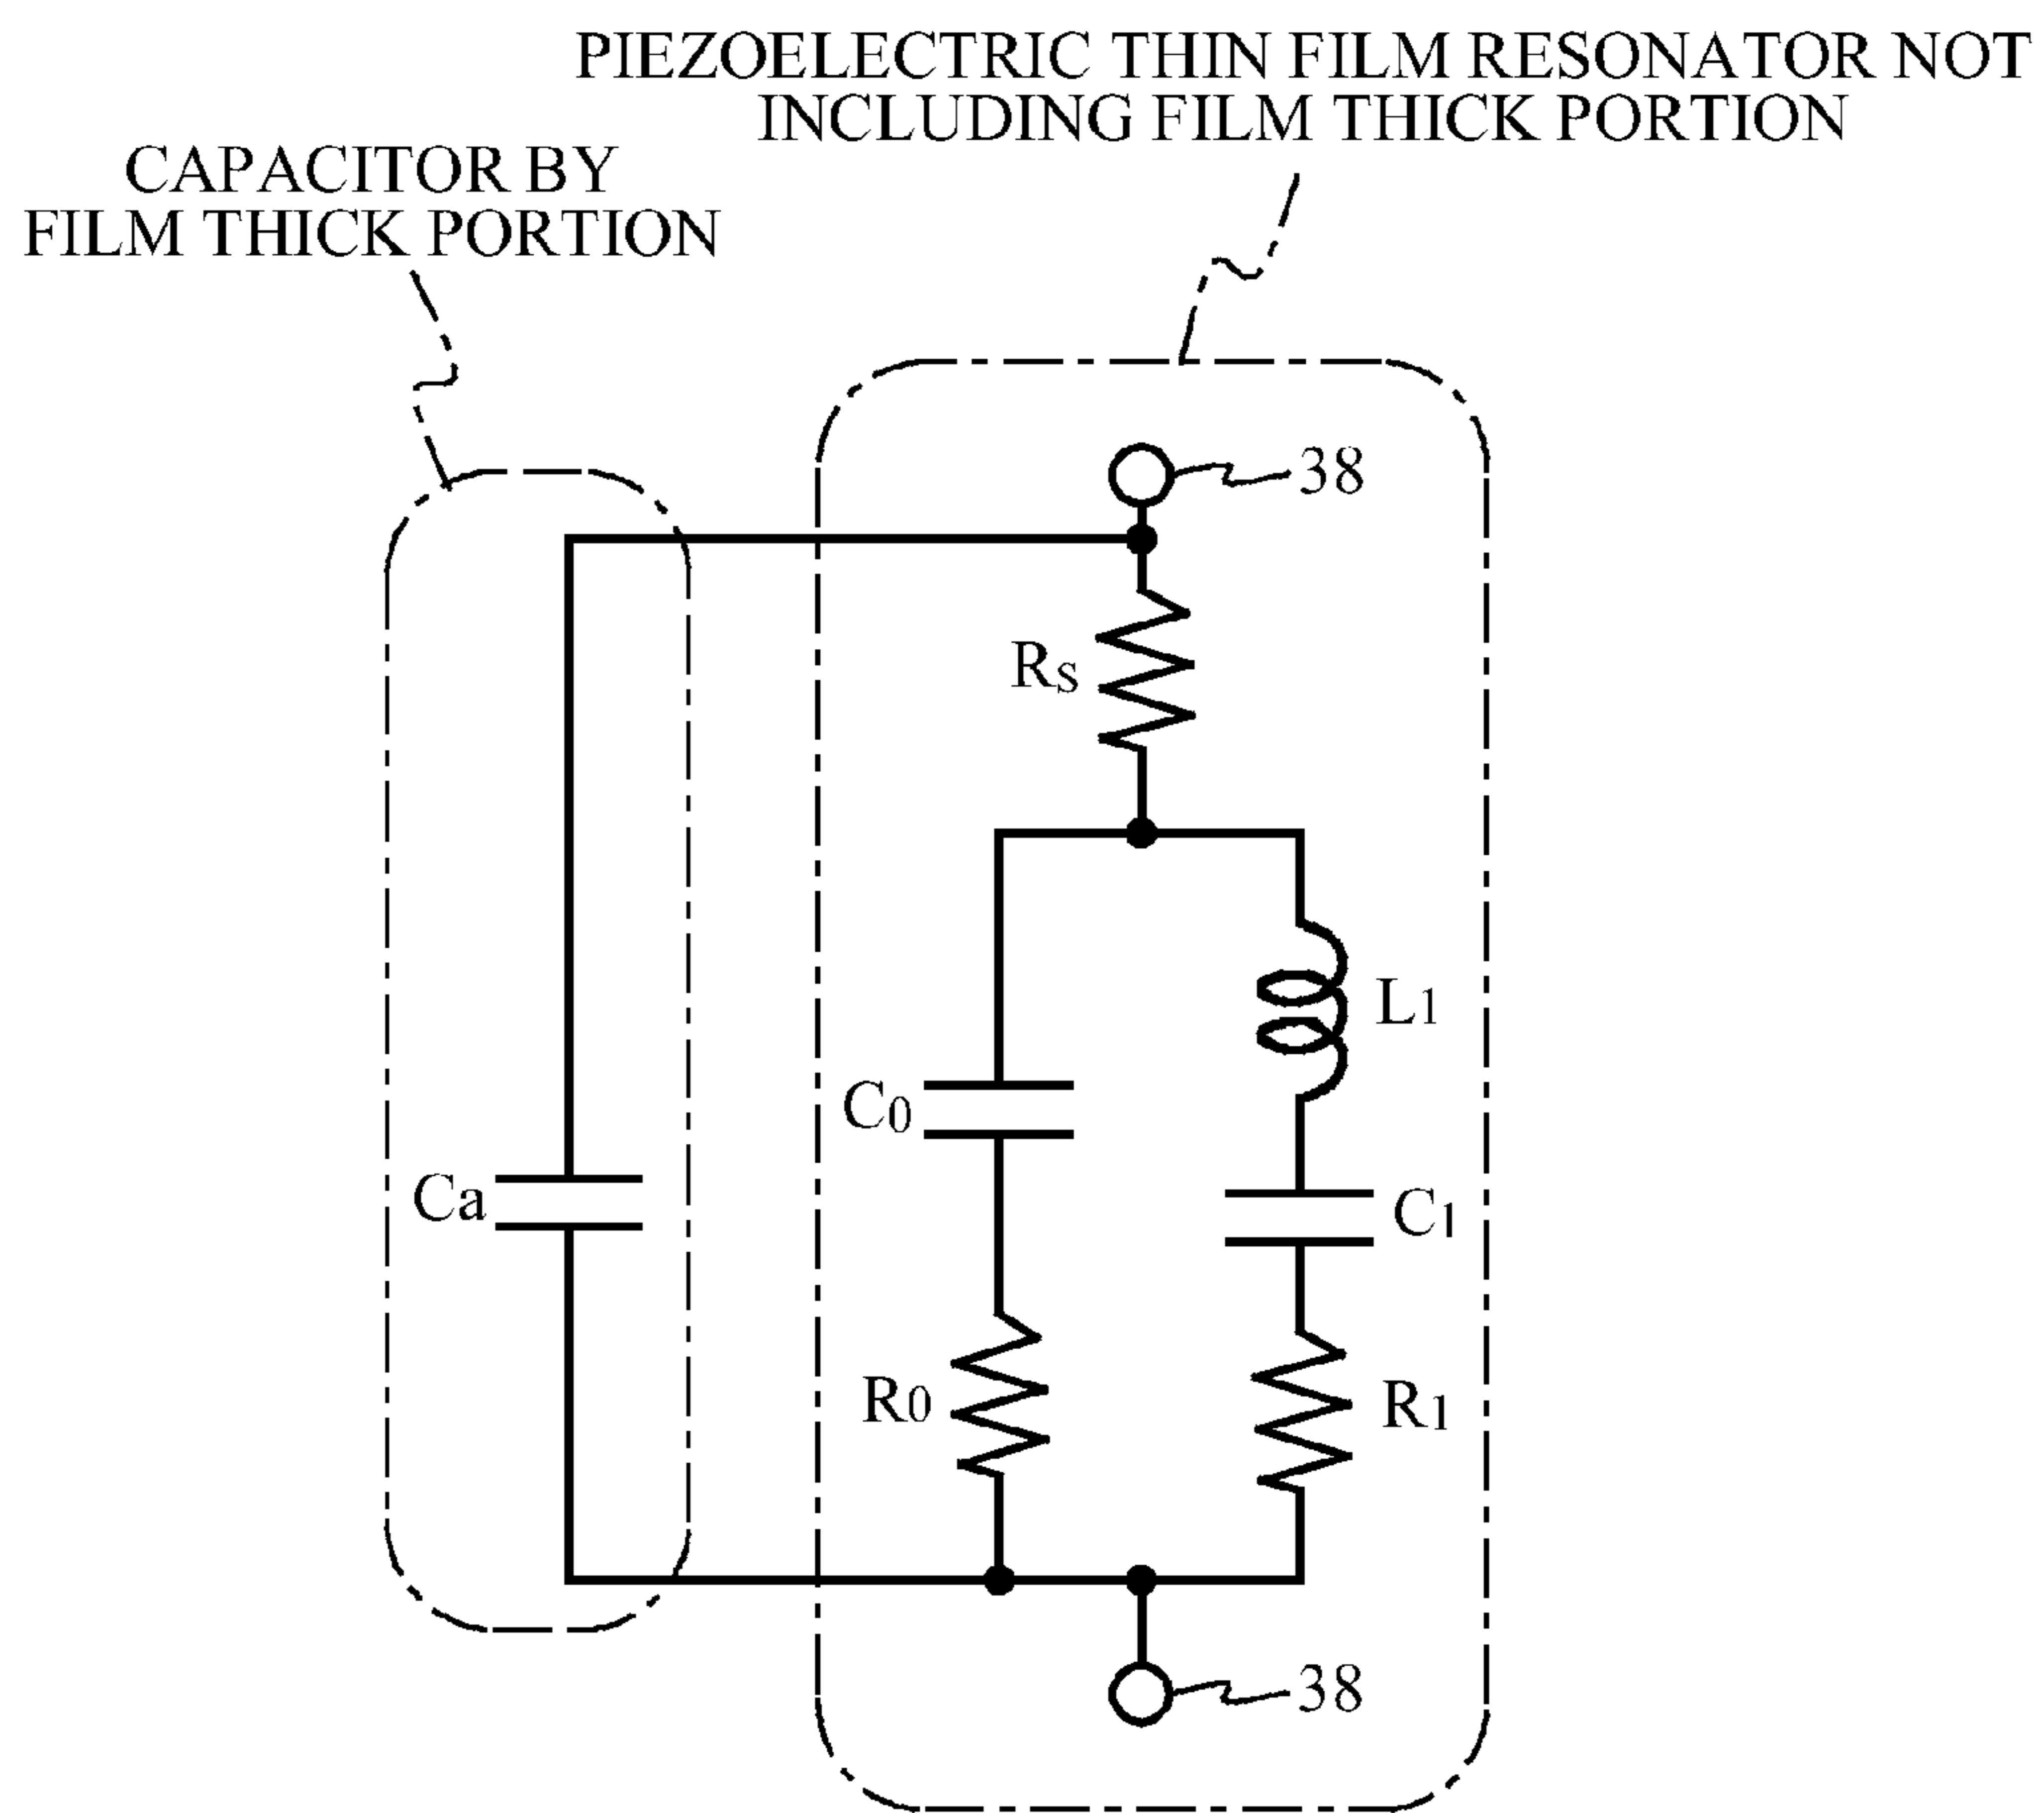 PIEZOELECTRIC THIN FILM RESONATOR NOT
INCLUDING FILM THICK PORTION
CAPACITOR BY
FILM THICK PORTION
38
Rs
L1
C0
Ca
C1
R0
R1
38